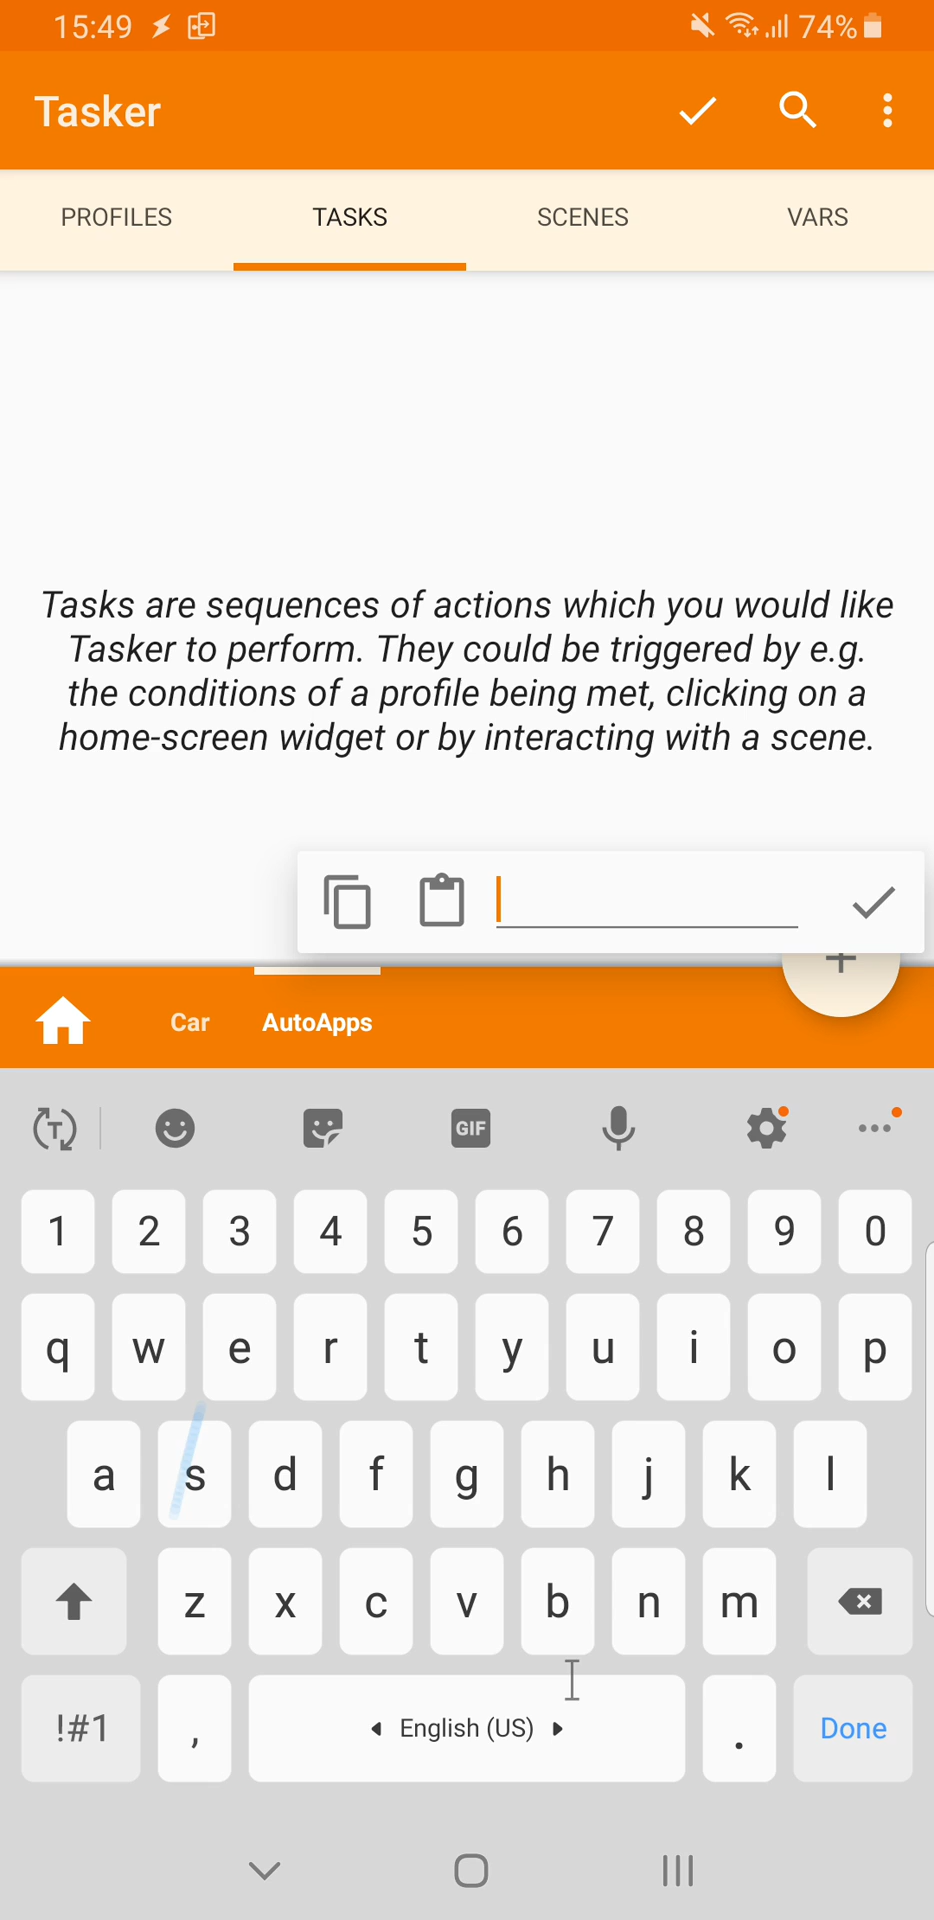 15:49 74%
Tasker
PROFILES TASKS SCENES VARS
Tasks are sequences of actions which you would like
Tasker to perform. They could be triggered by e.g.
the conditions of a profile being met, clicking on a
home-screen widget or by interacting with a scene.
Car AutoApps
T GIF
1 2 3 4 5 6 7 8 9 0
q w e r t y u i o p
a s d f g h j k l
z x c v b n m
!#1 , English (US) . Done